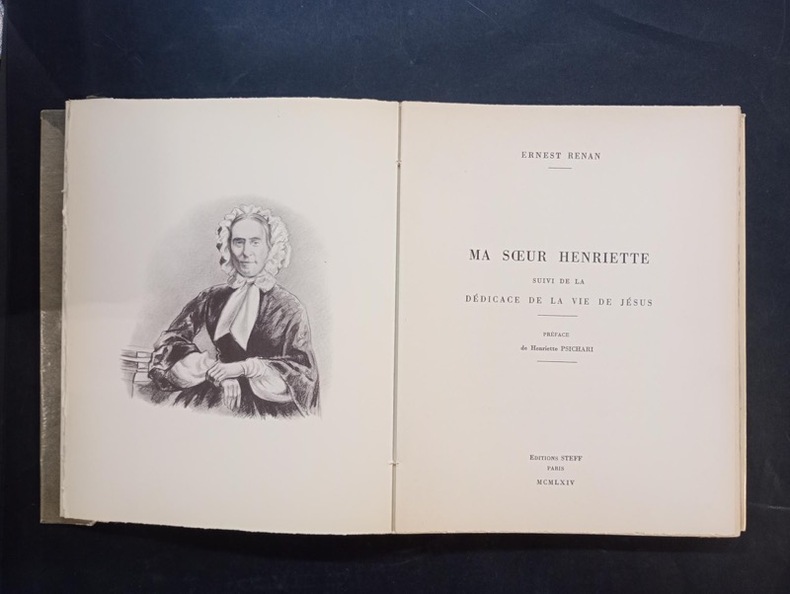 ERNEST RENAN
MA SŒUR HENRIETTE
SUIVI DE LA
DÉDICACE DE LA VIE DE JÉSUS
PRÉFACE
de Henriette PSICHARI
EDITIONS STEFF
PARIS
MCMLXIV